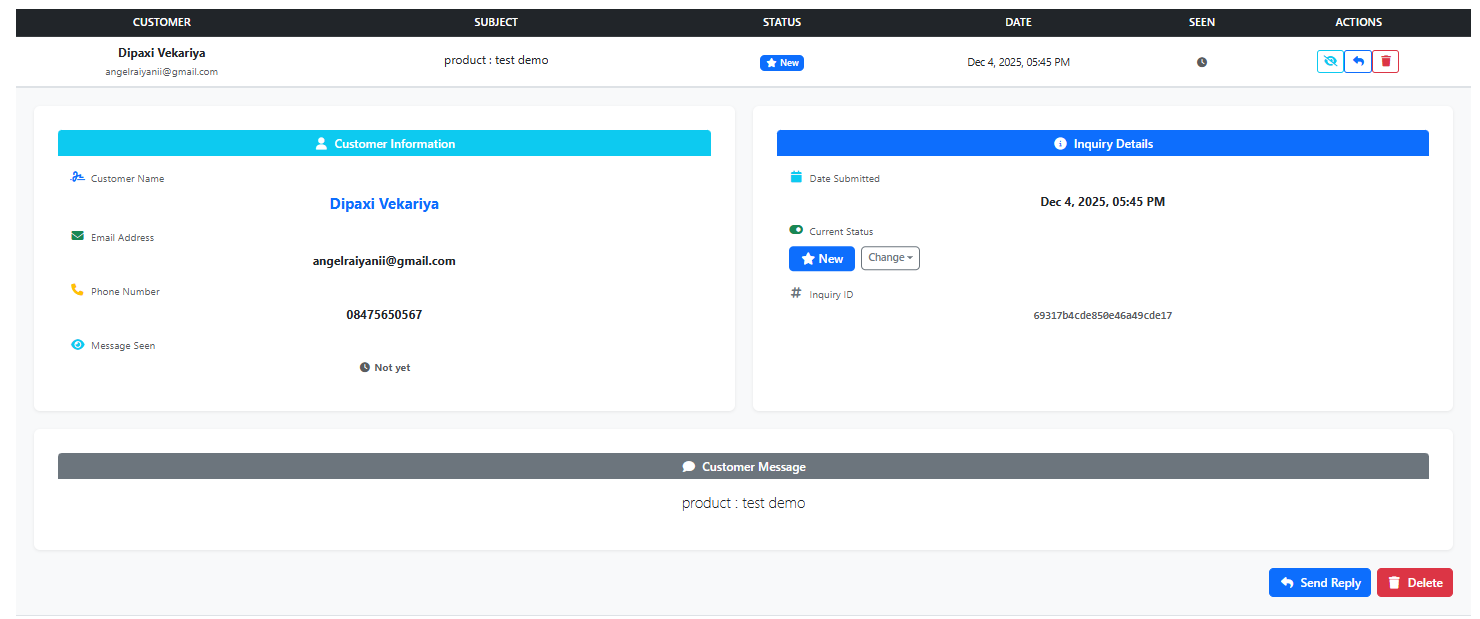 CUSTOMER SUBJECT STATUS DATE SEEN ACTIONS
Dipaxi Vekariya
angelraiyanii@gmail.com
product : test demo
New
Dec 4, 2025, 05:45 PM
Customer Information
Customer Name
Dipaxi Vekariya
Email Address
angelraiyanii@gmail.com
Phone Number
08475650567
Message Seen
Not yet
Inquiry Details
Date Submitted
Dec 4, 2025, 05:45 PM
Current Status
New Change
Inquiry ID
69317b4cde850e46a49cde17
Customer Message
product : test demo
Send Reply Delete